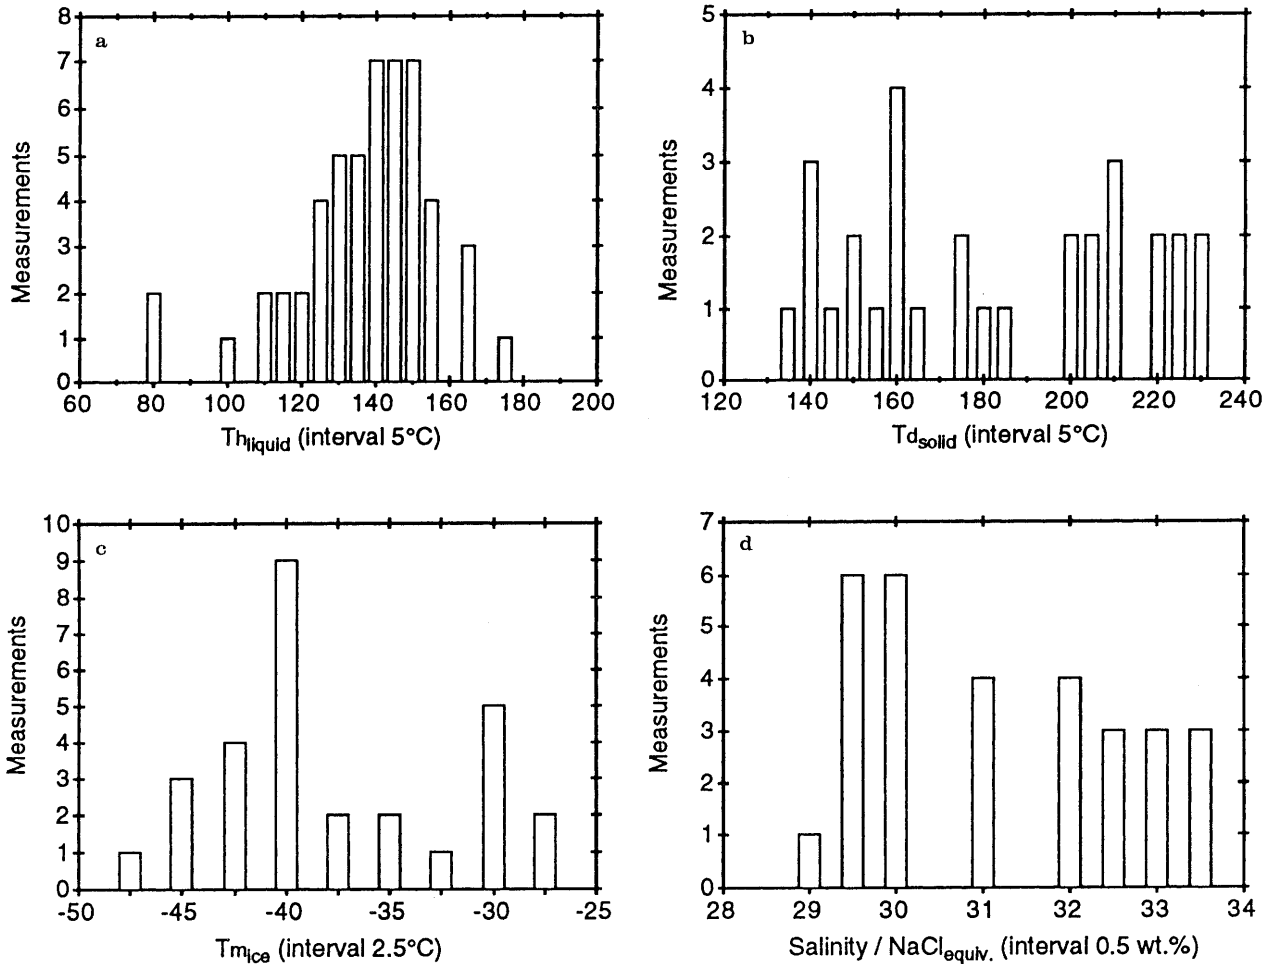 a
8
7
6
5
4
3
2
1
0
Measurements
60 80 100 120 140 160 180 200
Thliquid (interval 5°C)
b
5
4
3
2
1
0
Measurements
120 140 160 180 200 220 240
Tdsolid (interval 5°C)
c
10
9
8
7
6
5
4
3
2
1
0
Measurements
-50 -45 -40 -35 -30 -25
Tmice (interval 2.5°C)
d
7
6
5
4
3
2
1
0
Measurements
28 29 30 31 32 33 34
Salinity / NaClequiv. (interval 0.5 wt.%)